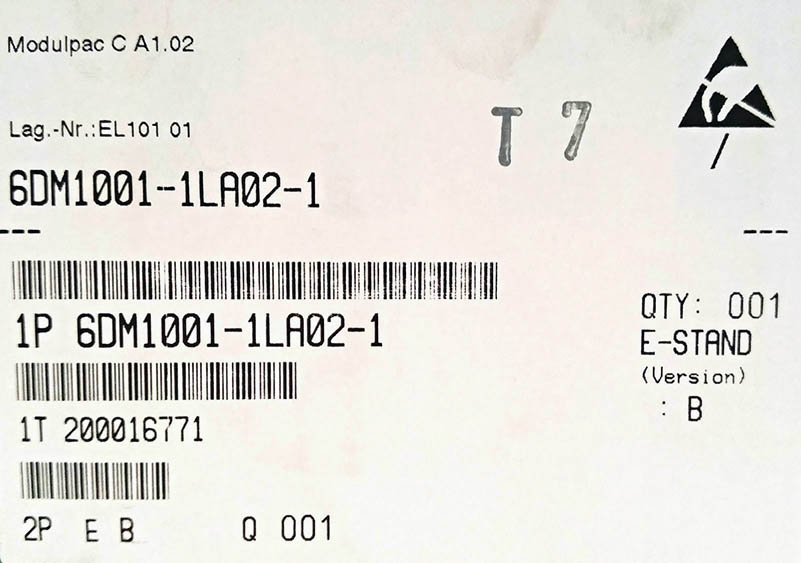 Modulpac C A1.02
Lag.-Nr.:EL101 01
T 7
6DM1001-1LA02-1
1P 6DM1001-1LA02-1
QTY: 001
E-STAND
(Version)
: B
1T 200016771
2P E B Q 001